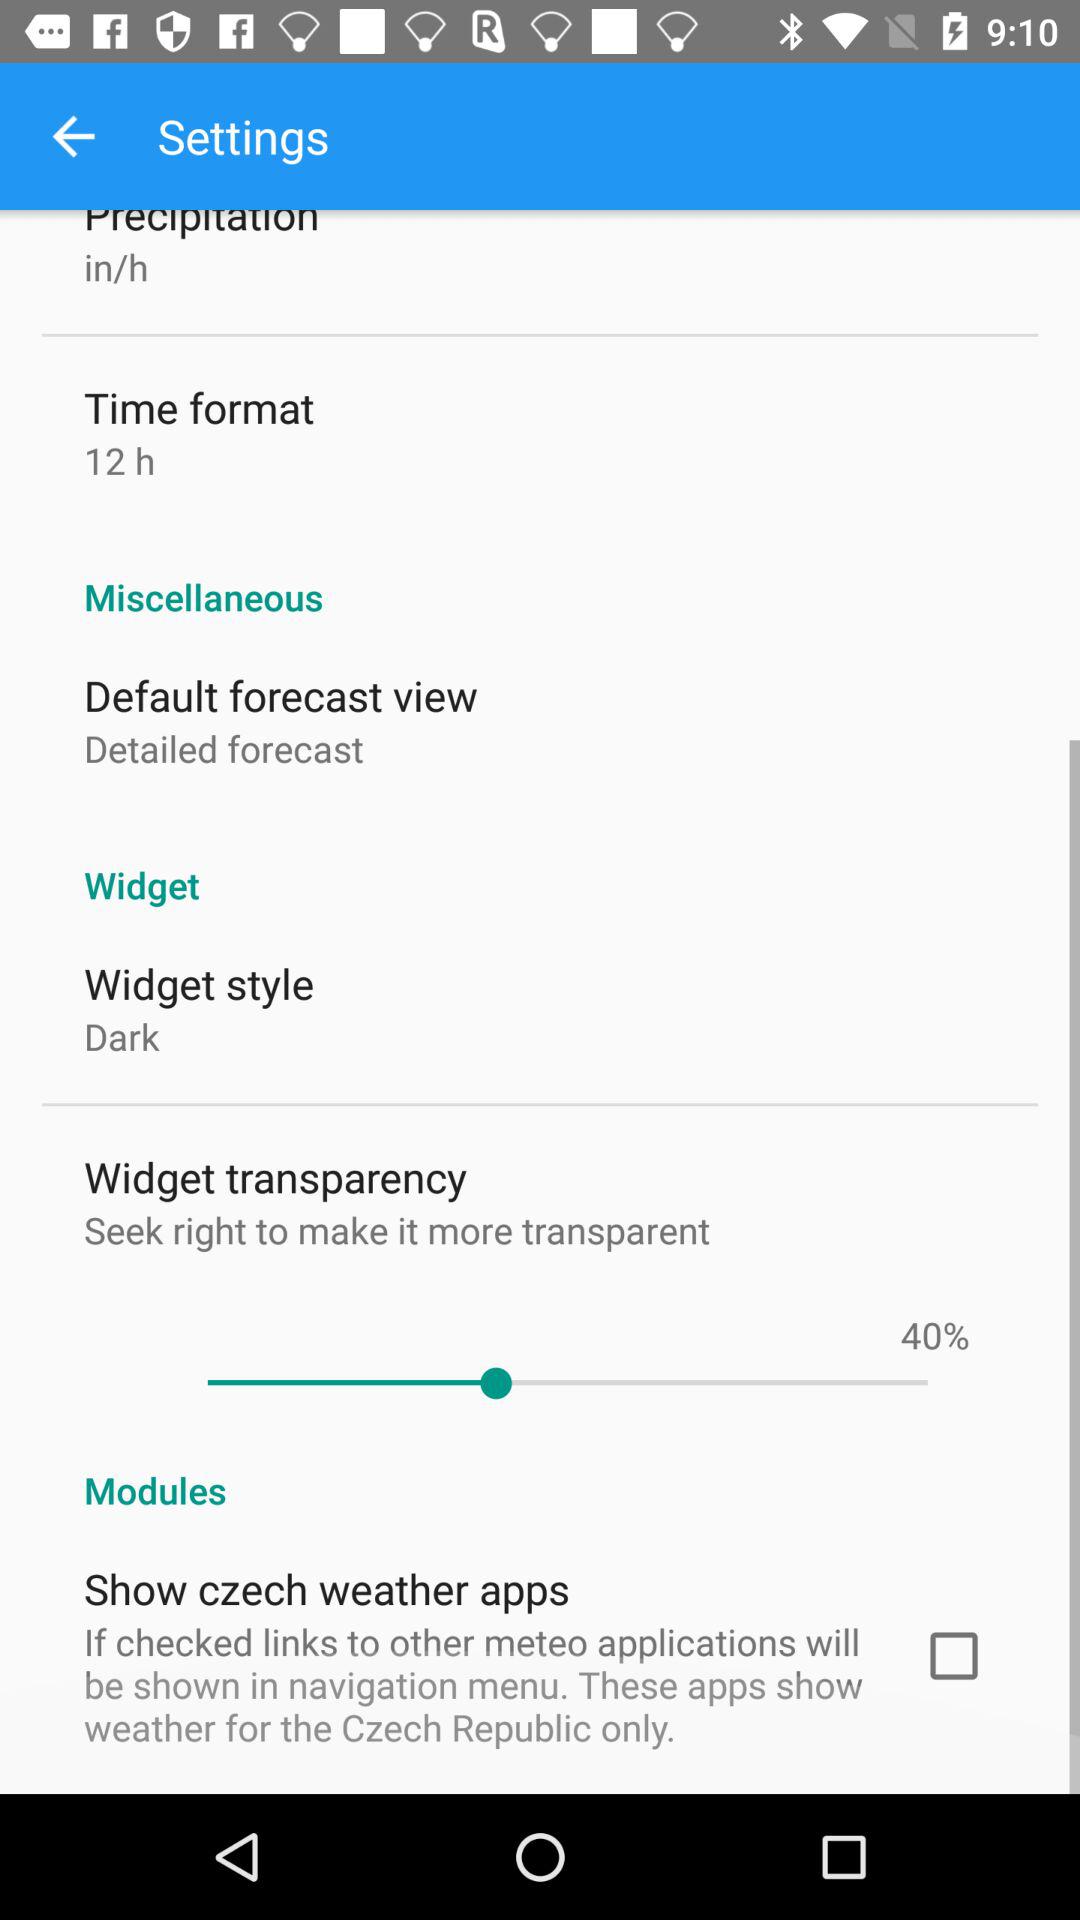 9:10
Settings
Precipitation
in/h
Time format
12 h
Miscellaneous
Default forecast view
Detailed forecast
Widget
Widget style
Dark
Widget transparency
Seek right to make it more transparent
40%
Modules
Show czech weather apps
If checked links to other meteo applications will
be shown in navigation menu. These apps show
weather for the Czech Republic only.